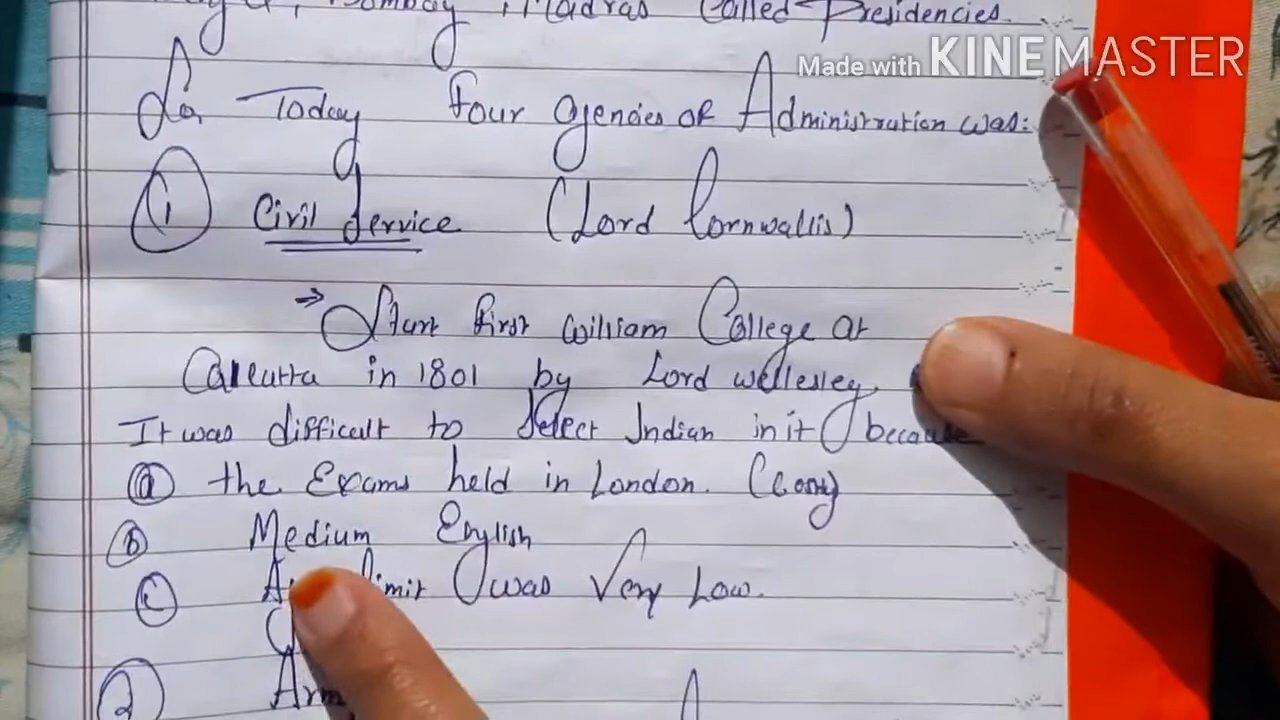 Bombay, Madras Called Presidencies.
Made with KINEMASTER
Today four agencies of Administration was:
① Civil Service (Lord Cornwallis)
→ Start first William College at
Calcutta in 1801 by Lord Wellesley.
It was difficult to Select Indian in it because
ⓐ the Exams held in London.
ⓑ Medium English
ⓒ limit was Very Low.
②